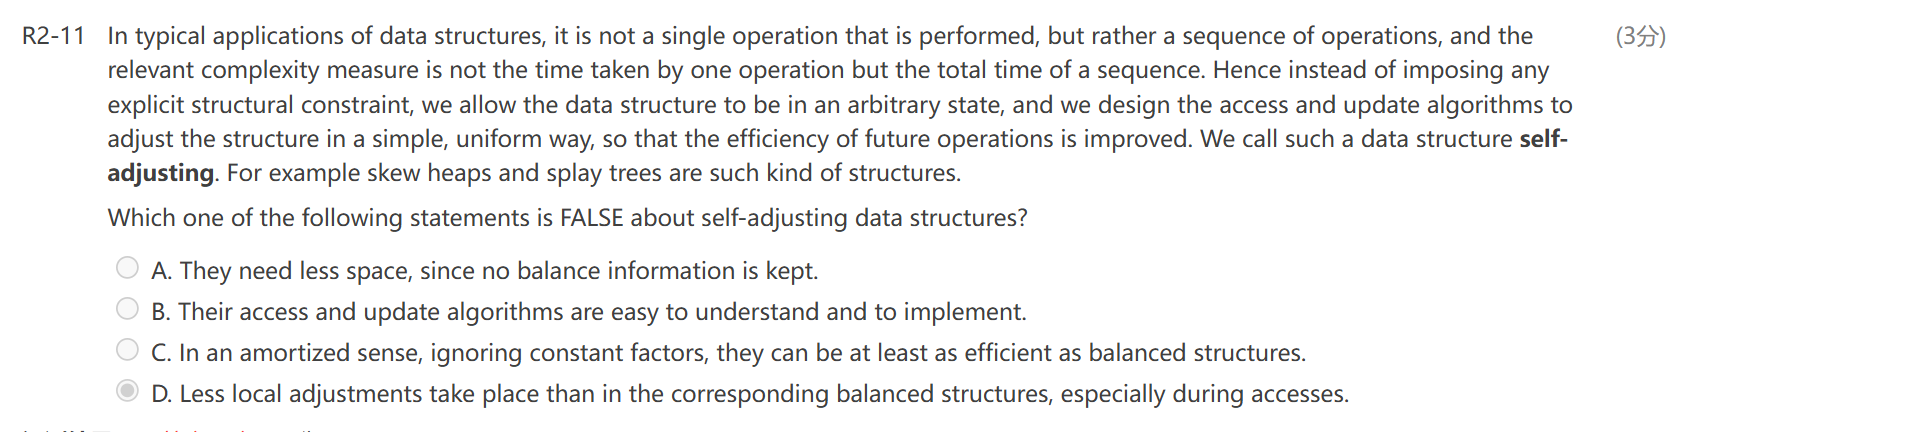 R2-11 In typical applications of data structures, it is not a single operation that is performed, but rather a sequence of operations, and the (3分)
relevant complexity measure is not the time taken by one operation but the total time of a sequence. Hence instead of imposing any
explicit structural constraint, we allow the data structure to be in an arbitrary state, and we design the access and update algorithms to
adjust the structure in a simple, uniform way, so that the efficiency of future operations is improved. We call such a data structure self-
adjusting. For example skew heaps and splay trees are such kind of structures.
Which one of the following statements is FALSE about self-adjusting data structures?
A. They need less space, since no balance information is kept.
B. Their access and update algorithms are easy to understand and to implement.
C. In an amortized sense, ignoring constant factors, they can be at least as efficient as balanced structures.
D. Less local adjustments take place than in the corresponding balanced structures, especially during accesses.